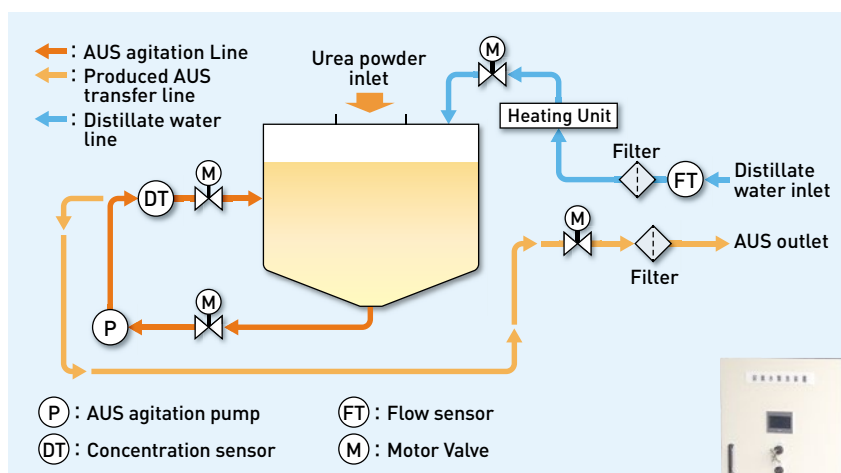 : AUS agitation Line
: Produced AUS
transfer line
: Distillate water
line
Urea powder
inlet
M
Heating Unit
Filter
FT
Distillate
water inlet
M
DT
M
AUS outlet
Filter
M
P
P : AUS agitation pump
FT : Flow sensor
DT : Concentration sensor
M : Motor Valve